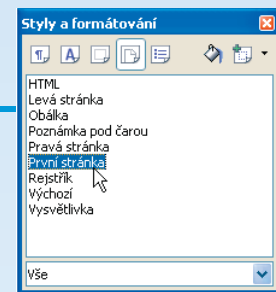 Styly a formátování
HTML
Levá stránka
Obálka
Poznámka pod čarou
Pravá stránka
První stránka
Rejstřík
Výchozí
Vysvětlivka
Vše